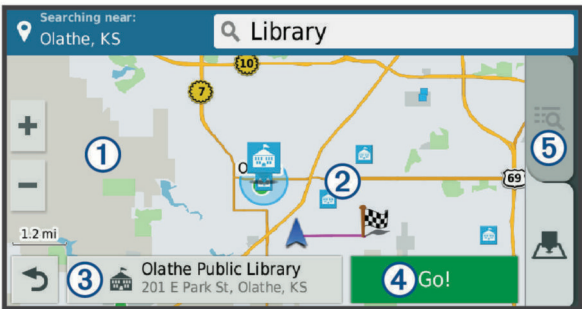 Searching near:
Olathe, KS
Library
10
7
1
5
+
O
2
69
−
1.2 mi
3
Olathe Public Library
201 E Park St, Olathe, KS
4
Go!